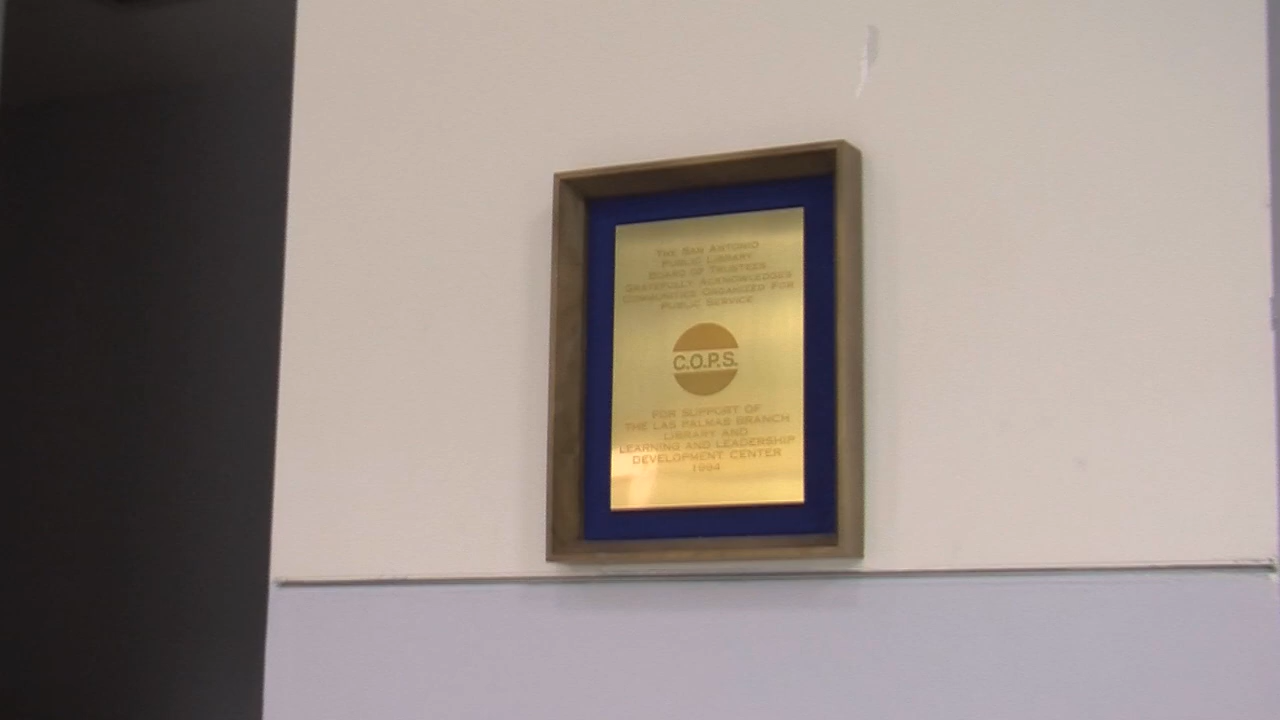 THE SAN ANTONIO
PUBLIC LIBRARY
BOARD OF TRUSTEES
GRATEFULLY ACKNOWLEDGES
COMMUNITIES ORGANIZED FOR
PUBLIC SERVICE
C.O.P.S.
FOR SUPPORT OF
THE LAS PALMAS BRANCH
LIBRARY AND
LEARNING AND LEADERSHIP
DEVELOPMENT CENTER
1994